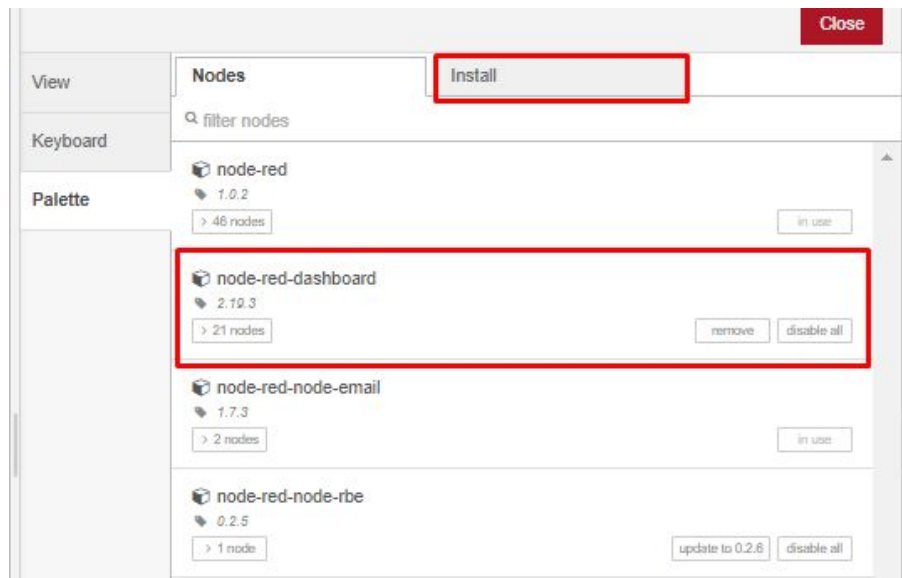 Close
View
Keyboard
Palette
Nodes
Install
filter nodes
node-red
1.0.2
> 46 nodes
in use
node-red-dashboard
2.19.3
> 21 nodes
remove
disable all
node-red-node-email
1.7.3
> 2 nodes
in use
node-red-node-rbe
0.2.5
> 1 node
update to 0.2.6
disable all